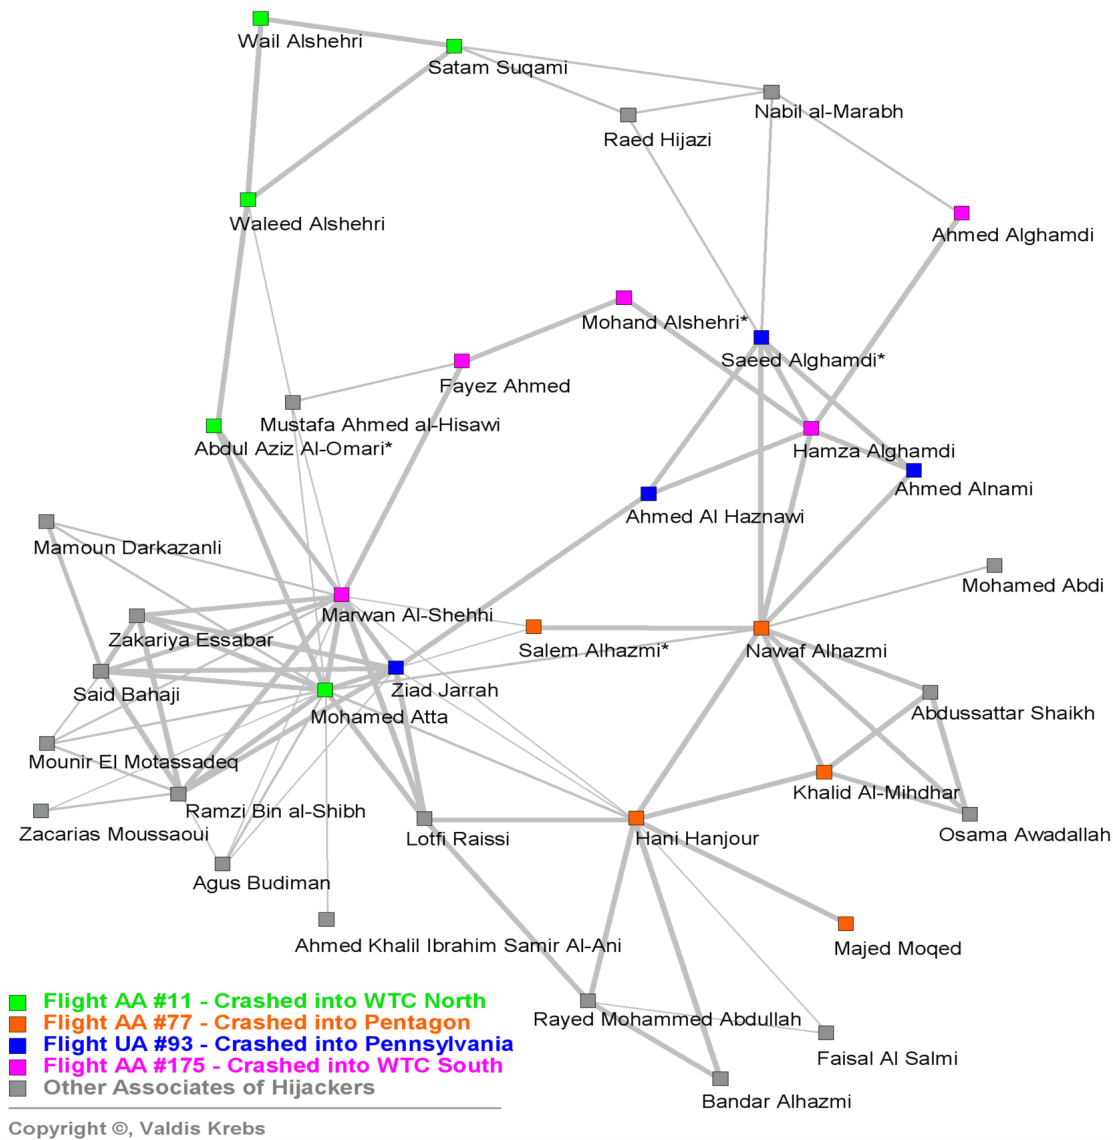 Wail Alshehri
Satam Suqami
Nabil al-Marabh
Raed Hijazi
Waleed Alshehri
Ahmed Alghamdi
Mohand Alshehri*
Saeed Alghamdi*
Fayez Ahmed
Mustafa Ahmed al-Hisawi
Abdul Aziz Al-Omari*
Hamza Alghamdi
Ahmed Alnami
Ahmed Al Haznawi
Mamoun Darkazanli
Mohamed Abdi
Marwan Al-Shehhi
Zakariya Essabar
Salem Alhazmi*
Nawaf Alhazmi
Said Bahaji
Ziad Jarrah
Mohamed Atta
Abdussattar Shaikh
Mounir El Motassadeq
Khalid Al-Mihdhar
Ramzi Bin al-Shibh
Zacarias Moussaoui
Lotfi Raissi
Hani Hanjour
Osama Awadallah
Agus Budiman
Ahmed Khalil Ibrahim Samir Al-Ani
Majed Moqed
Rayed Mohammed Abdullah
Faisal Al Salmi
Bandar Alhazmi
Flight AA #11 - Crashed into WTC North
Flight AA #77 - Crashed into Pentagon
Flight UA #93 - Crashed into Pennsylvania
Flight AA #175 - Crashed into WTC South
Other Associates of Hijackers
Copyright ©, Valdis Krebs